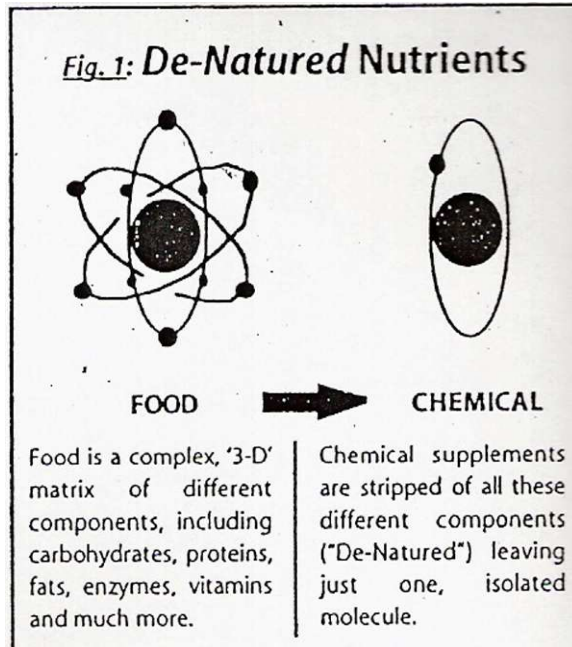 Fig. 1: De-Natured Nutrients
FOOD
CHEMICAL
Food is a complex, '3-D'
matrix of different
components, including
carbohydrates, proteins,
fats, enzymes, vitamins
and much more.
Chemical supplements
are stripped of all these
different components
("De-Natured") leaving
just one, isolated
molecule.